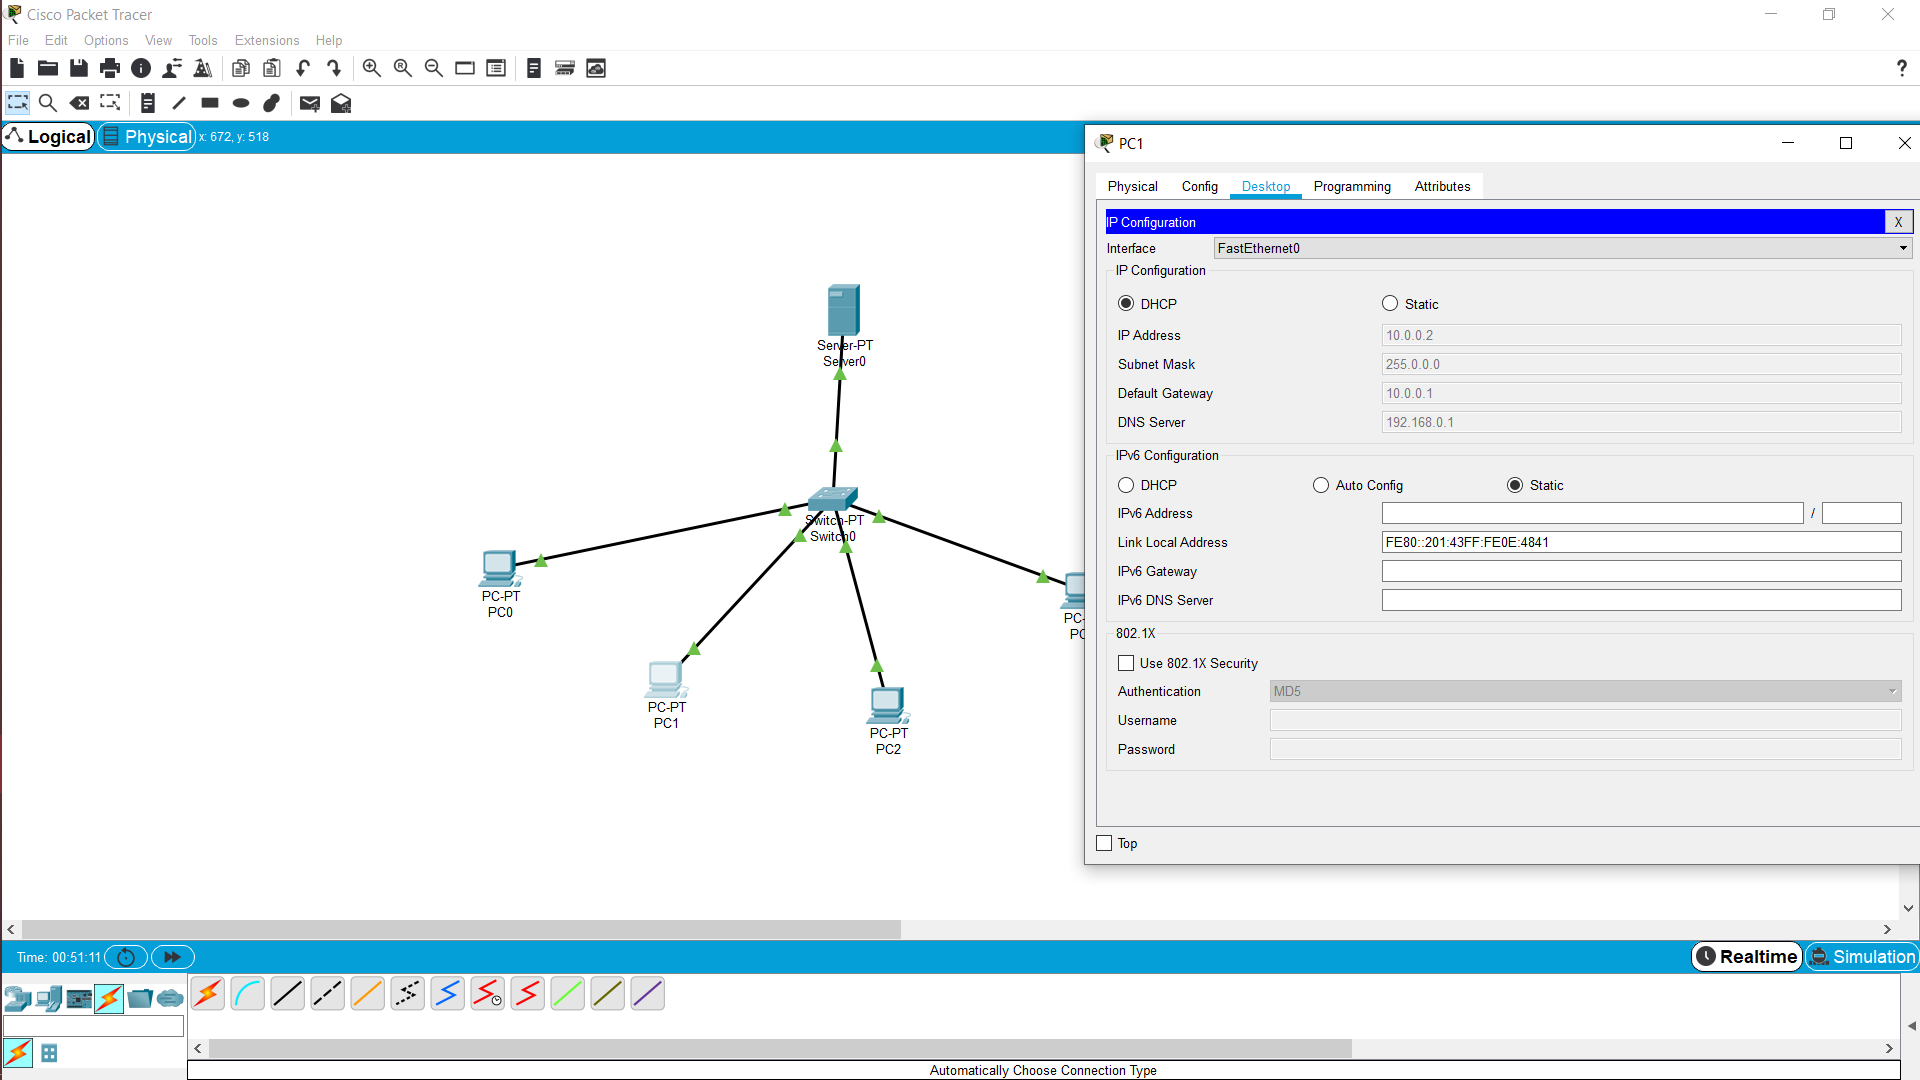 Cisco Packet Tracer
File Edit Options View Tools Extensions Help
?
Logical Physical x: 672, y: 518
PC1
Physical Config Desktop Programming Attributes
IP Configuration X
Interface FastEthernet0
IP Configuration
DHCP Static
IP Address 10.0.0.2
Subnet Mask 255.0.0.0
Default Gateway 10.0.0.1
DNS Server 192.168.0.1
IPv6 Configuration
DHCP Auto Config Static
IPv6 Address /
Link Local Address FE80::201:43FF:FE0E:4841
IPv6 Gateway
IPv6 DNS Server
802.1X
Use 802.1X Security
Authentication MD5
Username
Password
Top
Server-PT
Server0
Switch-PT
Switch0
PC-PT
PC0
PC-PT
PC1
PC-PT
PC2
PC-
PC
Time: 00:51:11
Realtime Simulation
Automatically Choose Connection Type